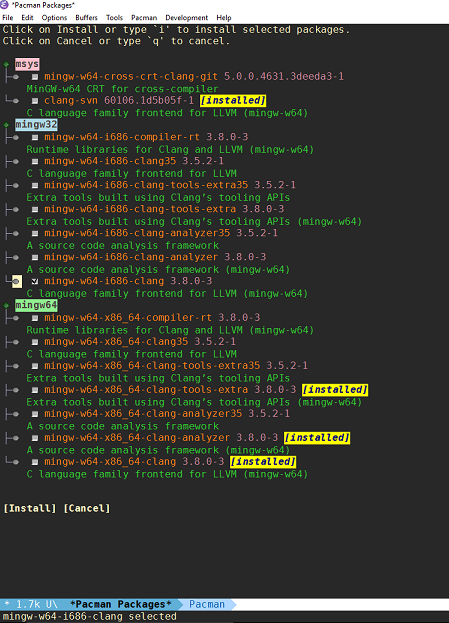 *Pacman Packages*
File Edit Options Buffers Tools Pacman Development Help
Click on Install or type `i' to install selected packages.
Click on Cancel or type `q' to cancel.
msys
mingw-w64-cross-crt-clang-git 5.0.0.4631.3deeda3-1
MinGW-w64 CRT for cross-compiler
clang-svn 60106.1d5b05f-1 [installed]
C language family frontend for LLVM (mingw-w64)
mingw32
mingw-w64-i686-compiler-rt 3.8.0-3
Runtime libraries for Clang and LLVM (mingw-w64)
mingw-w64-i686-clang35 3.5.2-1
C language family frontend for LLVM
mingw-w64-i686-clang-tools-extra35 3.5.2-1
Extra tools built using Clang's tooling APIs
mingw-w64-i686-clang-tools-extra 3.8.0-3
Extra tools built using Clang's tooling APIs (mingw-w64)
mingw-w64-i686-clang-analyzer35 3.5.2-1
A source code analysis framework
mingw-w64-i686-clang-analyzer 3.8.0-3
A source code analysis framework (mingw-w64)
mingw-w64-i686-clang 3.8.0-3
C language family frontend for LLVM (mingw-w64)
mingw64
mingw-w64-x86_64-compiler-rt 3.8.0-3
Runtime libraries for Clang and LLVM (mingw-w64)
mingw-w64-x86_64-clang35 3.5.2-1
C language family frontend for LLVM
mingw-w64-x86_64-clang-tools-extra35 3.5.2-1
Extra tools built using Clang's tooling APIs
mingw-w64-x86_64-clang-tools-extra 3.8.0-3 [installed]
Extra tools built using Clang's tooling APIs (mingw-w64)
mingw-w64-x86_64-clang-analyzer35 3.5.2-1
A source code analysis framework
mingw-w64-x86_64-clang-analyzer 3.8.0-3 [installed]
A source code analysis framework (mingw-w64)
mingw-w64-x86_64-clang 3.8.0-3 [installed]
C language family frontend for LLVM (mingw-w64)
[Install] [Cancel]
* 1.7k U\ *Pacman Packages* Pacman
mingw-w64-i686-clang selected